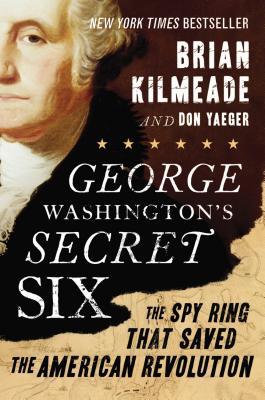 NEW YORK TIMES BESTSELLER
BRIAN
KILMEADE
AND DON YAEGER
GEORGE
WASHINGTON'S
SECRET
SIX
THE SPY RING
THAT SAVED
THE AMERICAN REVOLUTION